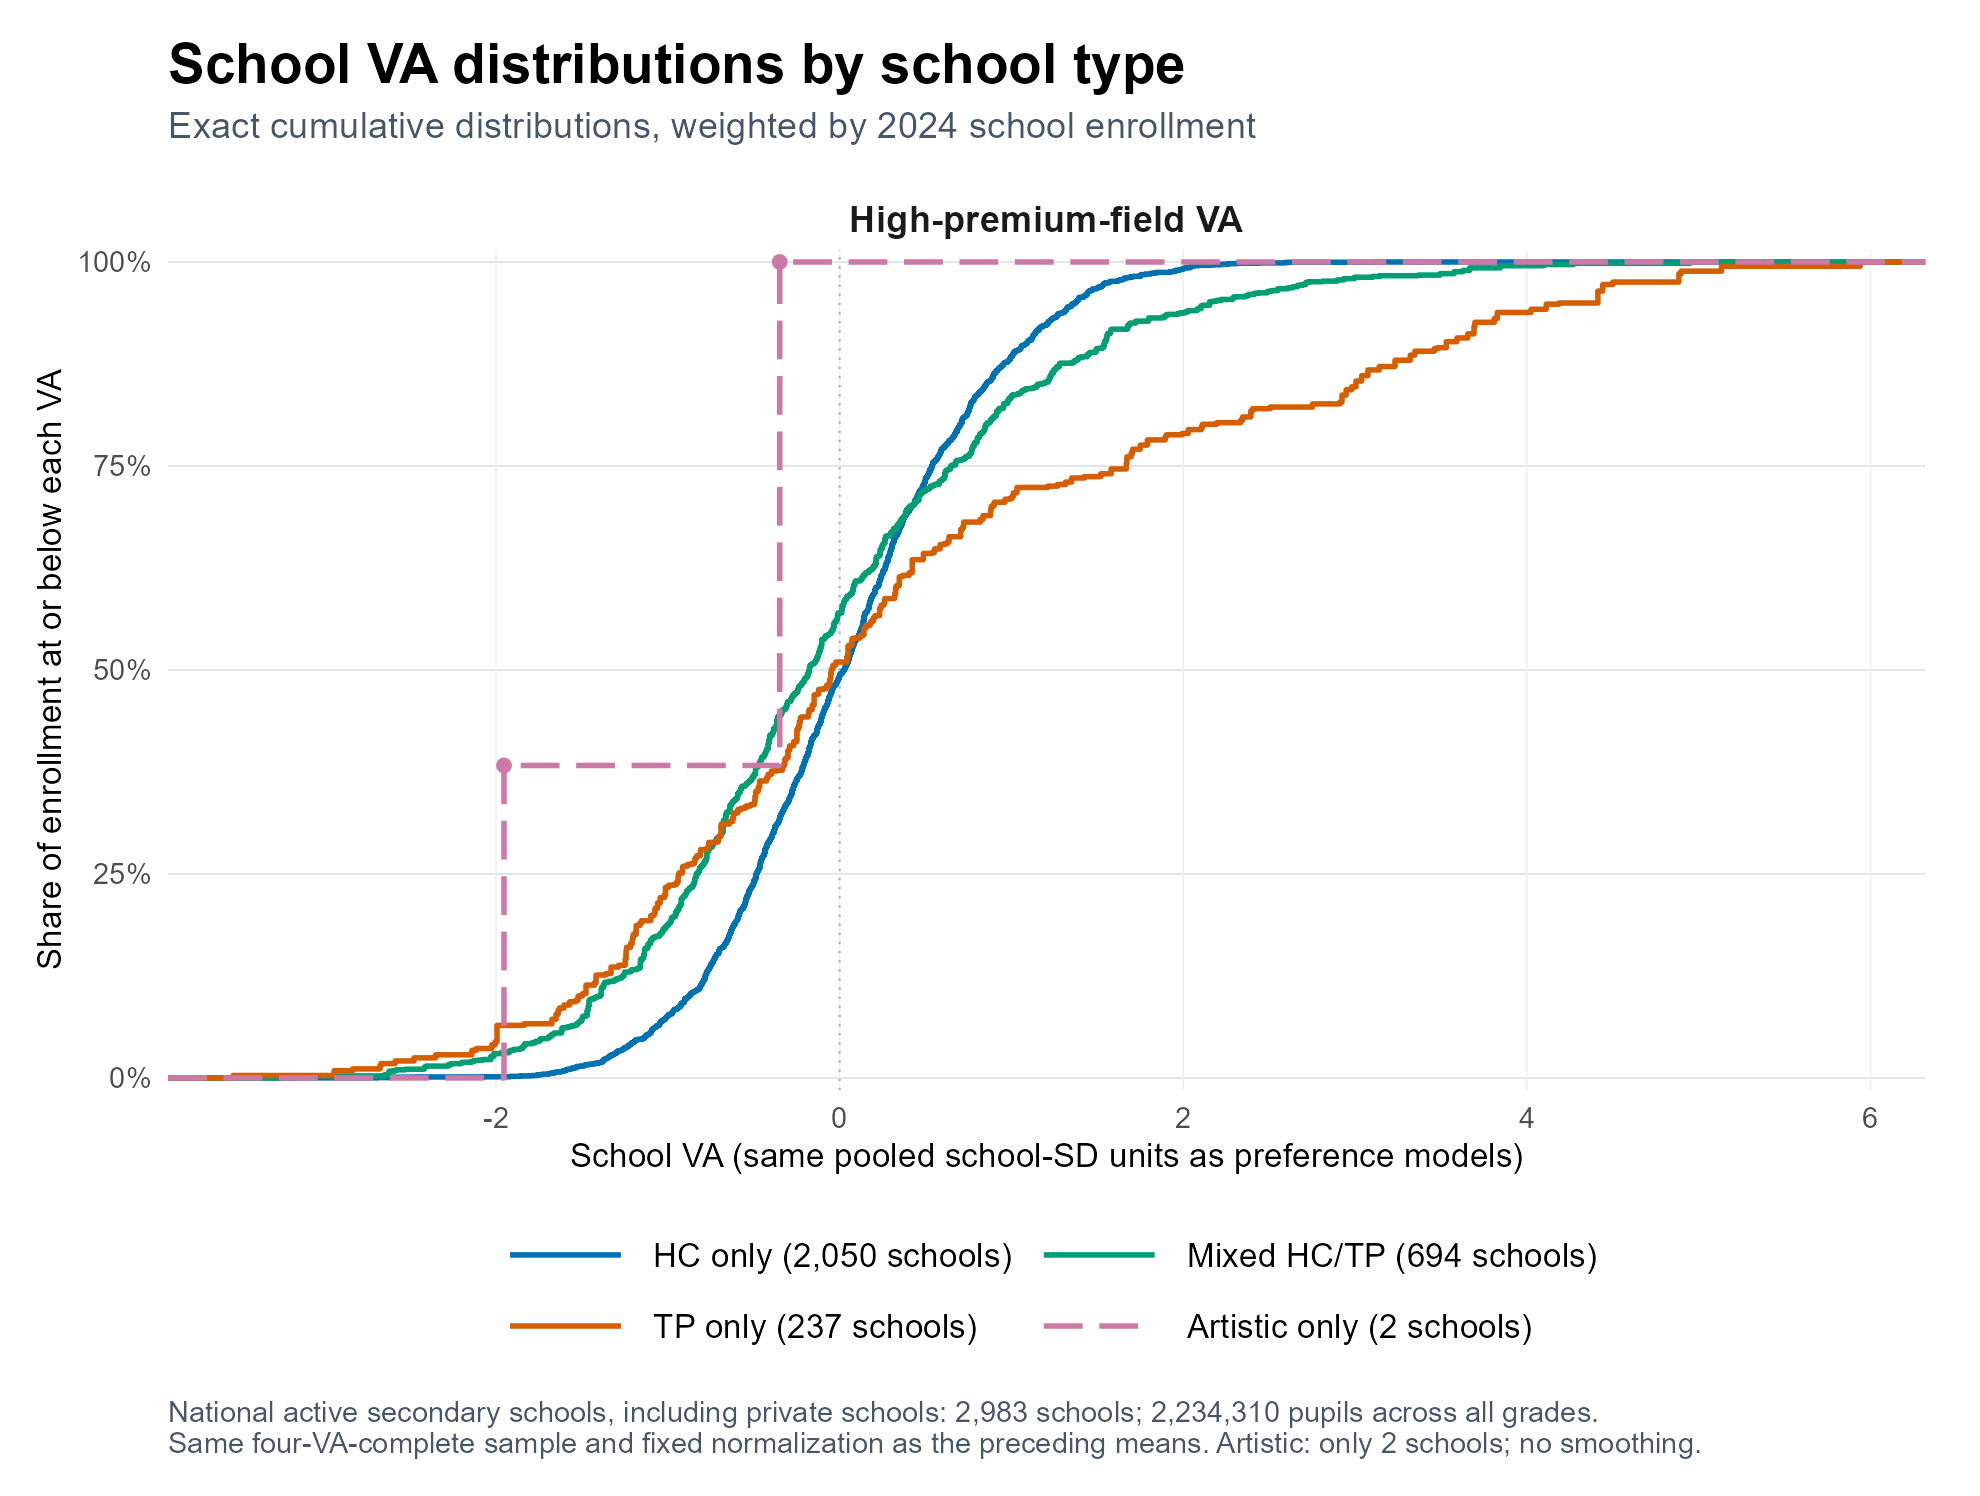 School VA distributions by school type
Exact cumulative distributions, weighted by 2024 school enrollment
High-premium-field VA
Share of enrollment at or below each VA
100%
75%
50%
25%
0%
-2
0
2
4
6
School VA (same pooled school-SD units as preference models)
HC only (2,050 schools)
Mixed HC/TP (694 schools)
TP only (237 schools)
Artistic only (2 schools)
National active secondary schools, including private schools: 2,983 schools; 2,234,310 pupils across all grades.
Same four-VA-complete sample and fixed normalization as the preceding means. Artistic: only 2 schools; no smoothing.